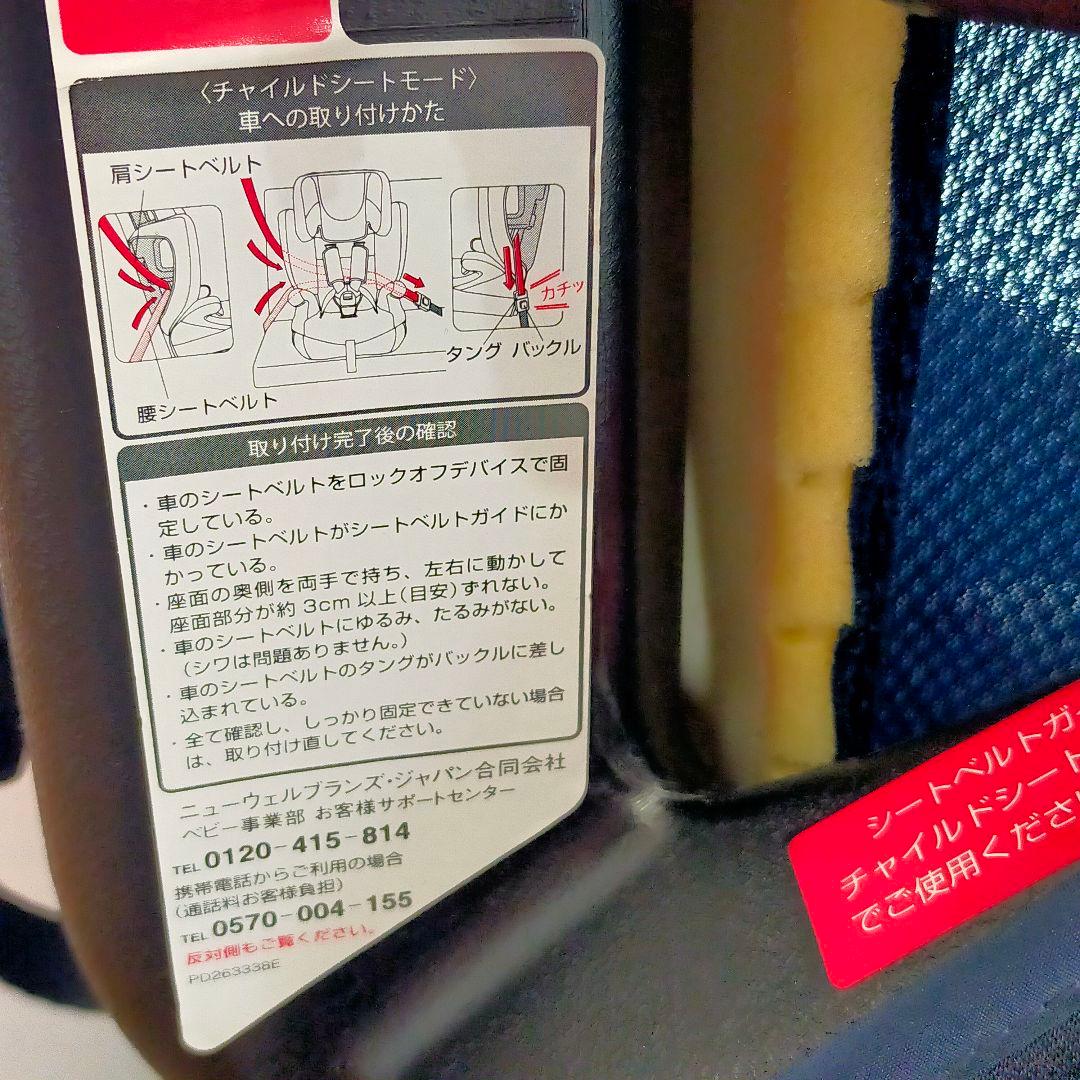 〈チャイルドシートモード〉
車への取り付けかた
肩シートベルト
カチッ
タング バックル
腰シートベルト
取り付け完了後の確認
・車のシートベルトをロックオフデバイスで固
定している。
・車のシートベルトがシートベルトガイドにか
かっている。
・座面の奥側を両手で持ち、左右に動かして
座面部分が約 3cm 以上(目安)ずれない。
・車のシートベルトにゆるみ、たるみがない。
(シワは問題ありません。)
・車のシートベルトのタングがバックルに差し
込まれている。
・全て確認し、しっかり固定できていない場合
は、取り付け直してください。
ニューウェルブランズ・ジャパン合同会社
ベビー事業部 お客様サポートセンター
TEL 0120-415-814
携帯電話からご利用の場合
(通話料お客様負担)
TEL 0570-004-155
反対側もご覧ください。
PD263338E
シートベルトガ
チャイルドシート
でご使用くださ